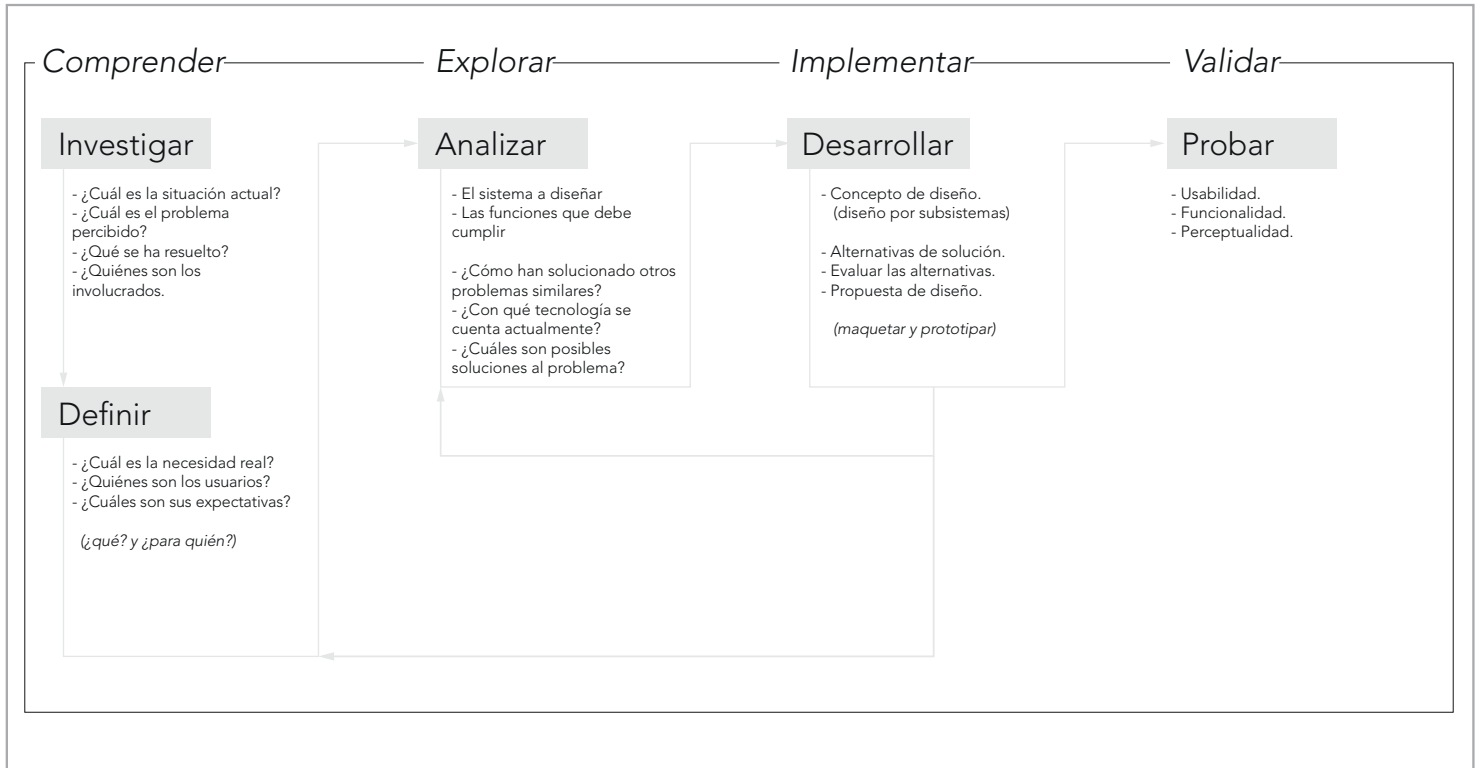 Comprender
Explorar
Implementar
Validar
Investigar
- ¿Cuál es la situación actual?
- ¿Cuál es el problema
percibido?
- ¿Qué se ha resuelto?
- ¿Quiénes son los
involucrados.
Definir
- ¿Cuál es la necesidad real?
- ¿Quiénes son los usuarios?
- ¿Cuáles son sus expectativas?
(¿qué? y ¿para quién?)
Analizar
- El sistema a diseñar
- Las funciones que debe
cumplir
- ¿Cómo han solucionado otros
problemas similares?
- ¿Con qué tecnología se
cuenta actualmente?
- ¿Cuáles son posibles
soluciones al problema?
Desarrollar
- Concepto de diseño.
(diseño por subsistemas)
- Alternativas de solución.
- Evaluar las alternativas.
- Propuesta de diseño.
(maquetar y prototipar)
Probar
- Usabilidad.
- Funcionalidad.
- Perceptualidad.